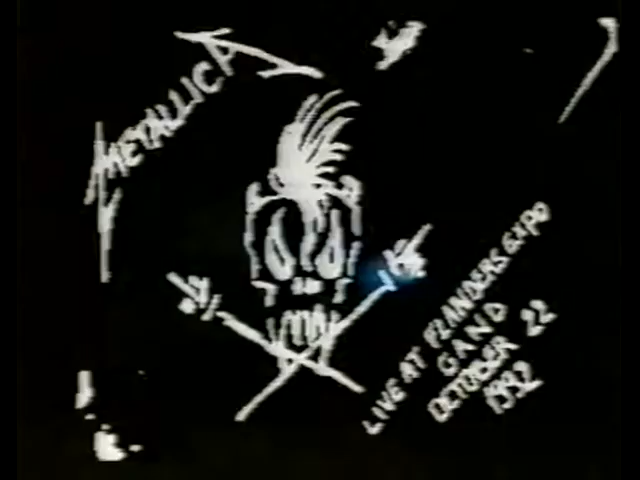 METALLICA
LIVE AT FLANDERS EXPO
GAND
OCTOBER 22
1992